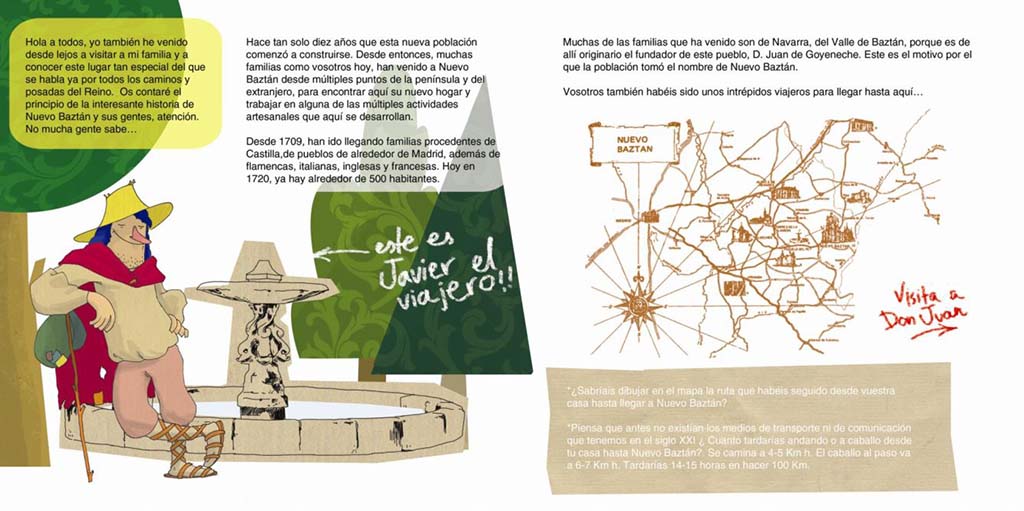 Hola a todos, yo también he venido
desde lejos a visitar a mi familia y a
conocer este lugar tan especial del que
se habla ya por todos los caminos y
posadas del Reino.  Os contaré el
principio de la interesante historia de
Nuevo Baztán y sus gentes, atención.
No mucha gente sabe…
Hace tan solo diez años que esta nueva población
comenzó a construirse. Desde entonces, muchas
familias como vosotros hoy, han venido a Nuevo
Baztán desde múltiples puntos de la península y del
extranjero, para encontrar aquí su nuevo hogar y
trabajar en alguna de las múltiples actividades
artesanales que aquí se desarrollan.
Desde 1709, han ido llegando familias procedentes de
Castilla,de pueblos de alrededor de Madrid, además de
flamencas, italianas, inglesas y francesas. Hoy en
1720, ya hay alrededor de 500 habitantes.
este es
Javier el
viajero!!
Muchas de las familias que ha venido son de Navarra, del Valle de Baztán, porque es de
allí originario el fundador de este pueblo, D. Juan de Goyeneche. Este es el motivo por el
que la población tomó el nombre de Nuevo Baztán.
Vosotros también habéis sido unos intrépidos viajeros para llegar hasta aquí…
NUEVO
BAZTAN
MADRID
Visita a
Don Juan
*¿Sabríais dibujar en el mapa la ruta que habéis seguido desde vuestra
casa hasta llegar a Nuevo Baztán?
*Piensa que antes no existían los medios de transporte ni de comunicación
que tenemos en el siglo XXI ¿ Cuánto tardarías andando o a caballo desde
tu casa hasta Nuevo Baztán?. Se camina a 4-5 Km h. El caballo al paso va
a 6-7 Km h. Tardarías 14-15 horas en hacer 100 Km.